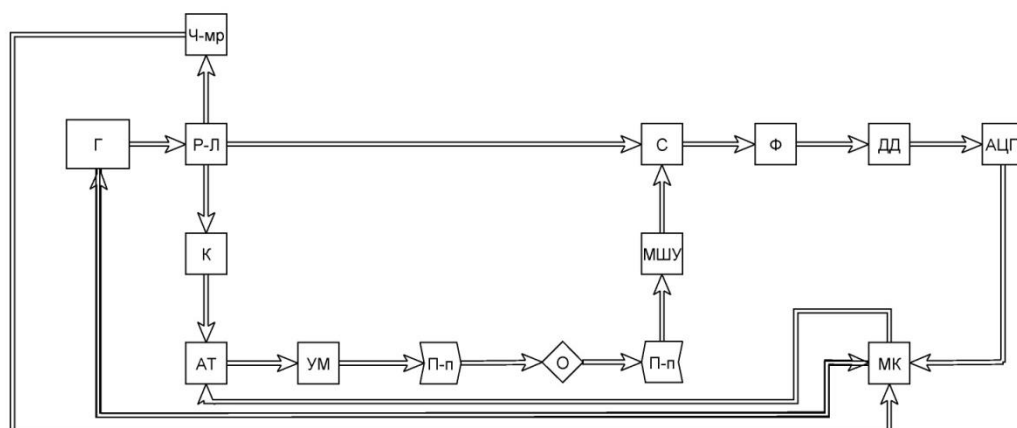 Ч-мр
Г
Р-Л
С
Ф
ДД
АЦП
К
МШУ
АТ
УМ
П-п
О
П-п
МК